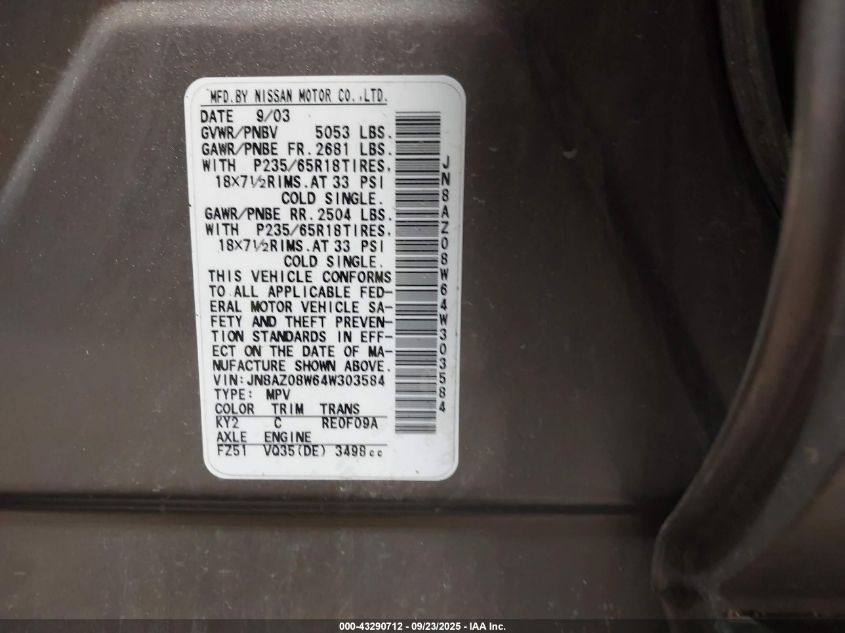 MFD.BY NISSAN MOTOR CO.,LTD.
DATE 9/03
GVWR/PNBV 5053 LBS.
GAWR/PNBE FR.2681 LBS.
WITH P235/65R18TIRES.
18X7½RIMS.AT 33 PSI
COLD SINGLE.
GAWR/PNBE RR.2504 LBS.
WITH P235/65R18TIRES.
18X7½RIMS.AT 33 PSI
COLD SINGLE.
THIS VEHICLE CONFORMS
TO ALL APPLICABLE FED-
ERAL MOTOR VEHICLE SA-
FETY AND THEFT PREVEN-
TION STANDARDS IN EFF-
ECT ON THE DATE OF MA-
NUFACTURE SHOWN ABOVE.
VIN:JN8AZ08W64W303584
TYPE: MPV
COLOR TRIM TRANS
KY2 C RE0F09A
AXLE ENGINE
FZ51 VQ35(DE) 3498cc
JN8AZ08W64W303584
000-43290712 - 09/23/2025 - IAA Inc.